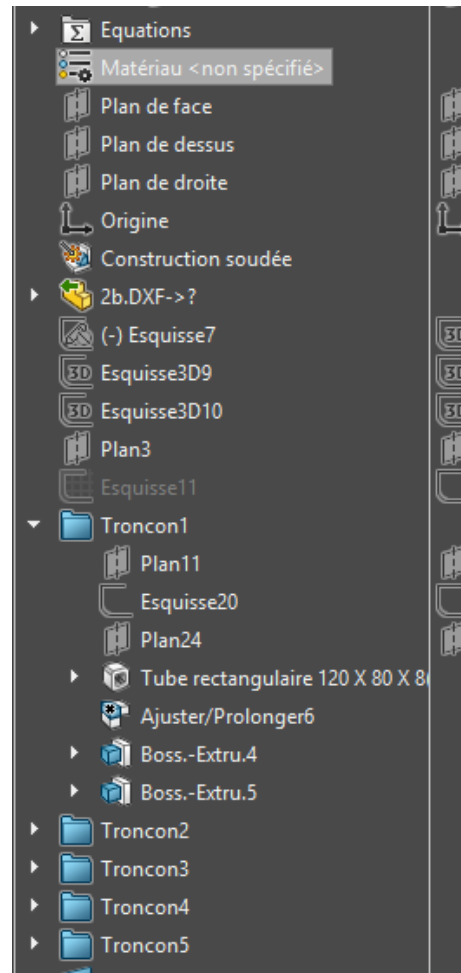 Equations
Matériau <non spécifié>
Plan de face
Plan de dessus
Plan de droite
Origine
Construction soudée
2b.DXF->?
(-) Esquisse7
3D Esquisse3D9
3D Esquisse3D10
Plan3
Esquisse11
Troncon1
Plan11
Esquisse20
Plan24
Tube rectangulaire 120 X 80 X 8(
Ajuster/Prolonger6
Boss.-Extru.4
Boss.-Extru.5
Troncon2
Troncon3
Troncon4
Troncon5